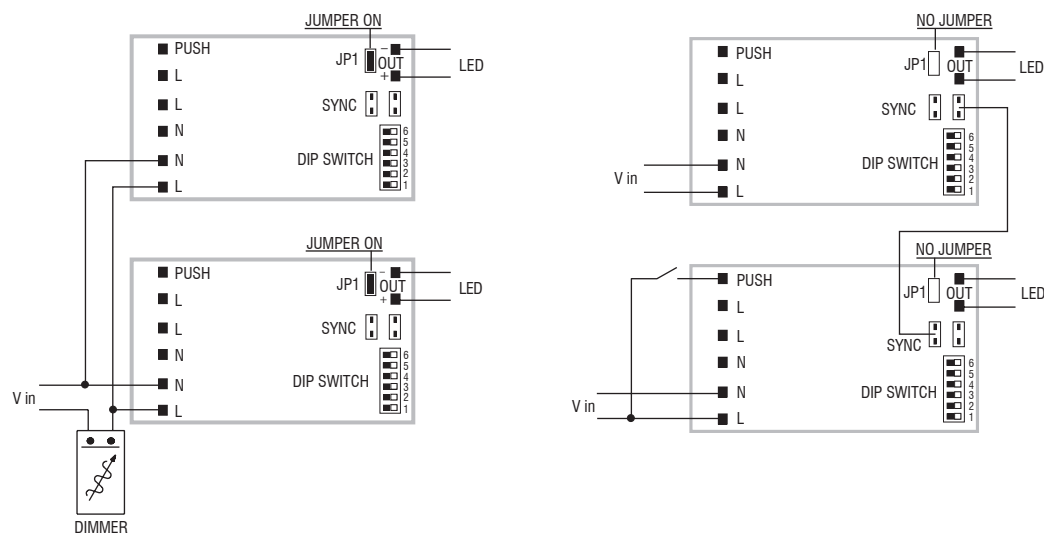 JUMPER ON
PUSH
JP1
–
OUT
+
LED
L
L
SYNC
N
DIP SWITCH
6
5
4
3
2
1
N
L
JUMPER ON
PUSH
JP1
–
OUT
+
LED
L
L
SYNC
N
DIP SWITCH
6
5
4
3
2
1
N
L
V in
DIMMER
NO JUMPER
PUSH
JP1
OUT
LED
L
L
SYNC
N
DIP SWITCH
6
5
4
3
2
1
N
L
V in
NO JUMPER
PUSH
JP1
OUT
LED
L
L
SYNC
N
DIP SWITCH
6
5
4
3
2
1
N
L
V in